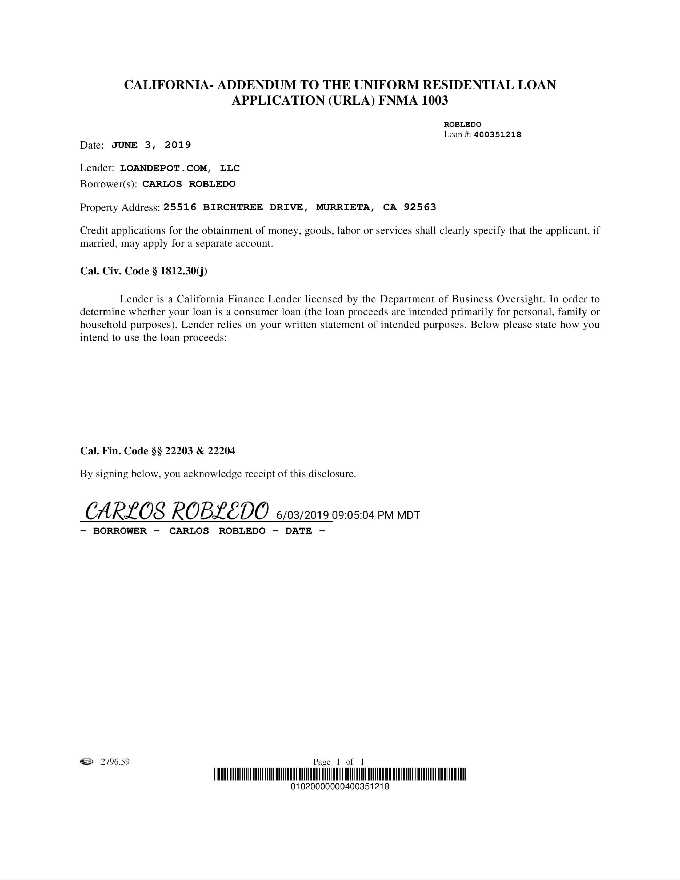 CALIFORNIA- ADDENDUM TO THE UNIFORM RESIDENTIAL LOAN
APPLICATION (URLA) FNMA 1003
ROBLEDO
Loan #: 400351218
Date: JUNE 3, 2019
Lender: LOANDEPOT.COM, LLC
Borrower(s): CARLOS ROBLEDO
Property Address: 25516 BIRCHTREE DRIVE, MURRIETA, CA 92563
Credit applications for the obtainment of money, goods, labor or services shall clearly specify that the applicant, if
married, may apply for a separate account.
Cal. Civ. Code § 1812.30(j)
Lender is a California Finance Lender licensed by the Department of Business Oversight. In order to
determine whether your loan is a consumer loan (the loan proceeds are intended primarily for personal, family or
household purposes), Lender relies on your written statement of intended purposes. Below please state how you
intend to use the loan proceeds:
Cal. Fin. Code §§ 22203 & 22204
By signing below, you acknowledge receipt of this disclosure.
CARLOS ROBLEDO 6/03/2019 09:05:04 PM MDT
- BORROWER - CARLOS ROBLEDO - DATE -
2796.59
Page 1 of 1
01020000000400351218